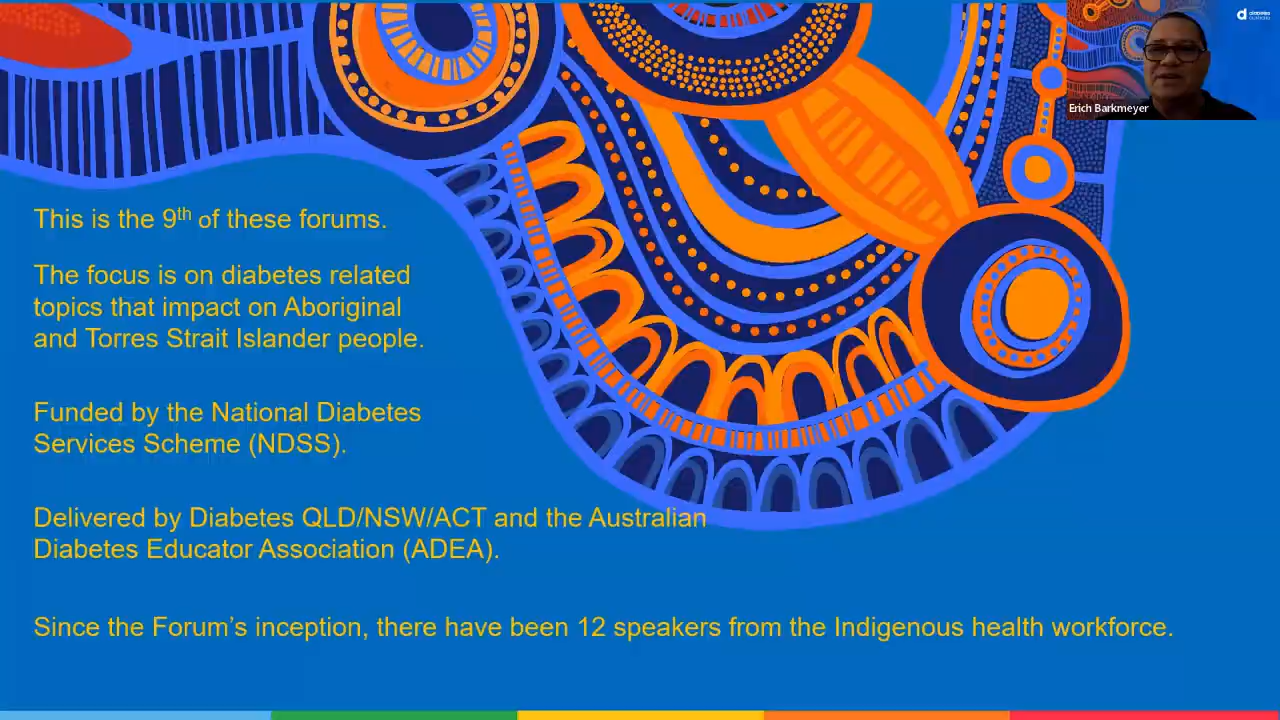 diabetes
australia
Erich Barkmeyer
This is the 9th of these forums.
The focus is on diabetes related
topics that impact on Aboriginal
and Torres Strait Islander people.
Funded by the National Diabetes
Services Scheme (NDSS).
Delivered by Diabetes QLD/NSW/ACT and the Australian
Diabetes Educator Association (ADEA).
Since the Forum’s inception, there have been 12 speakers from the Indigenous health workforce.